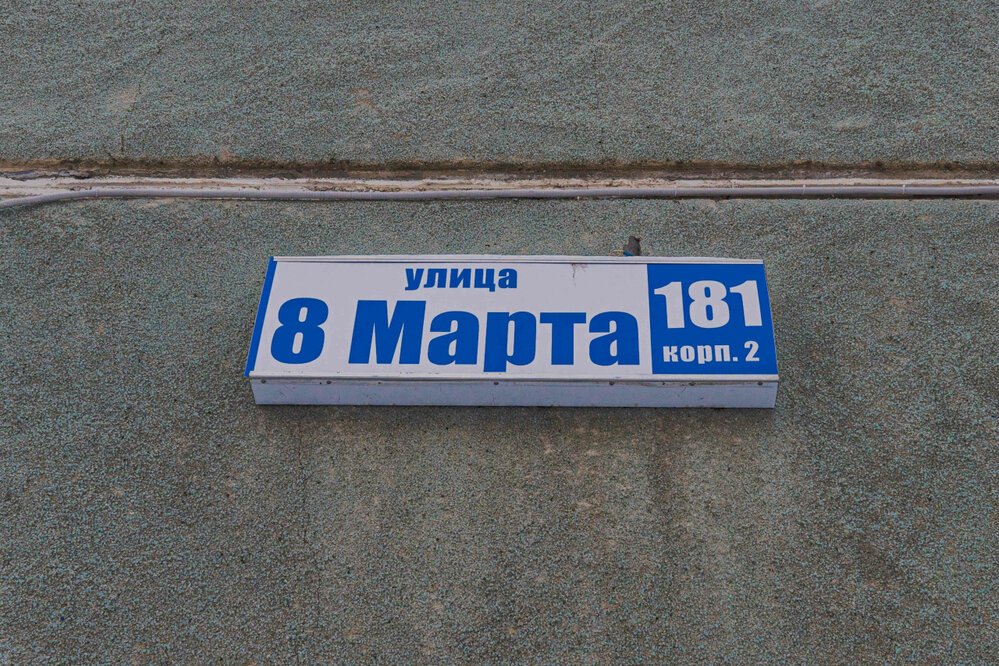 улица
8 Марта
181
корп. 2